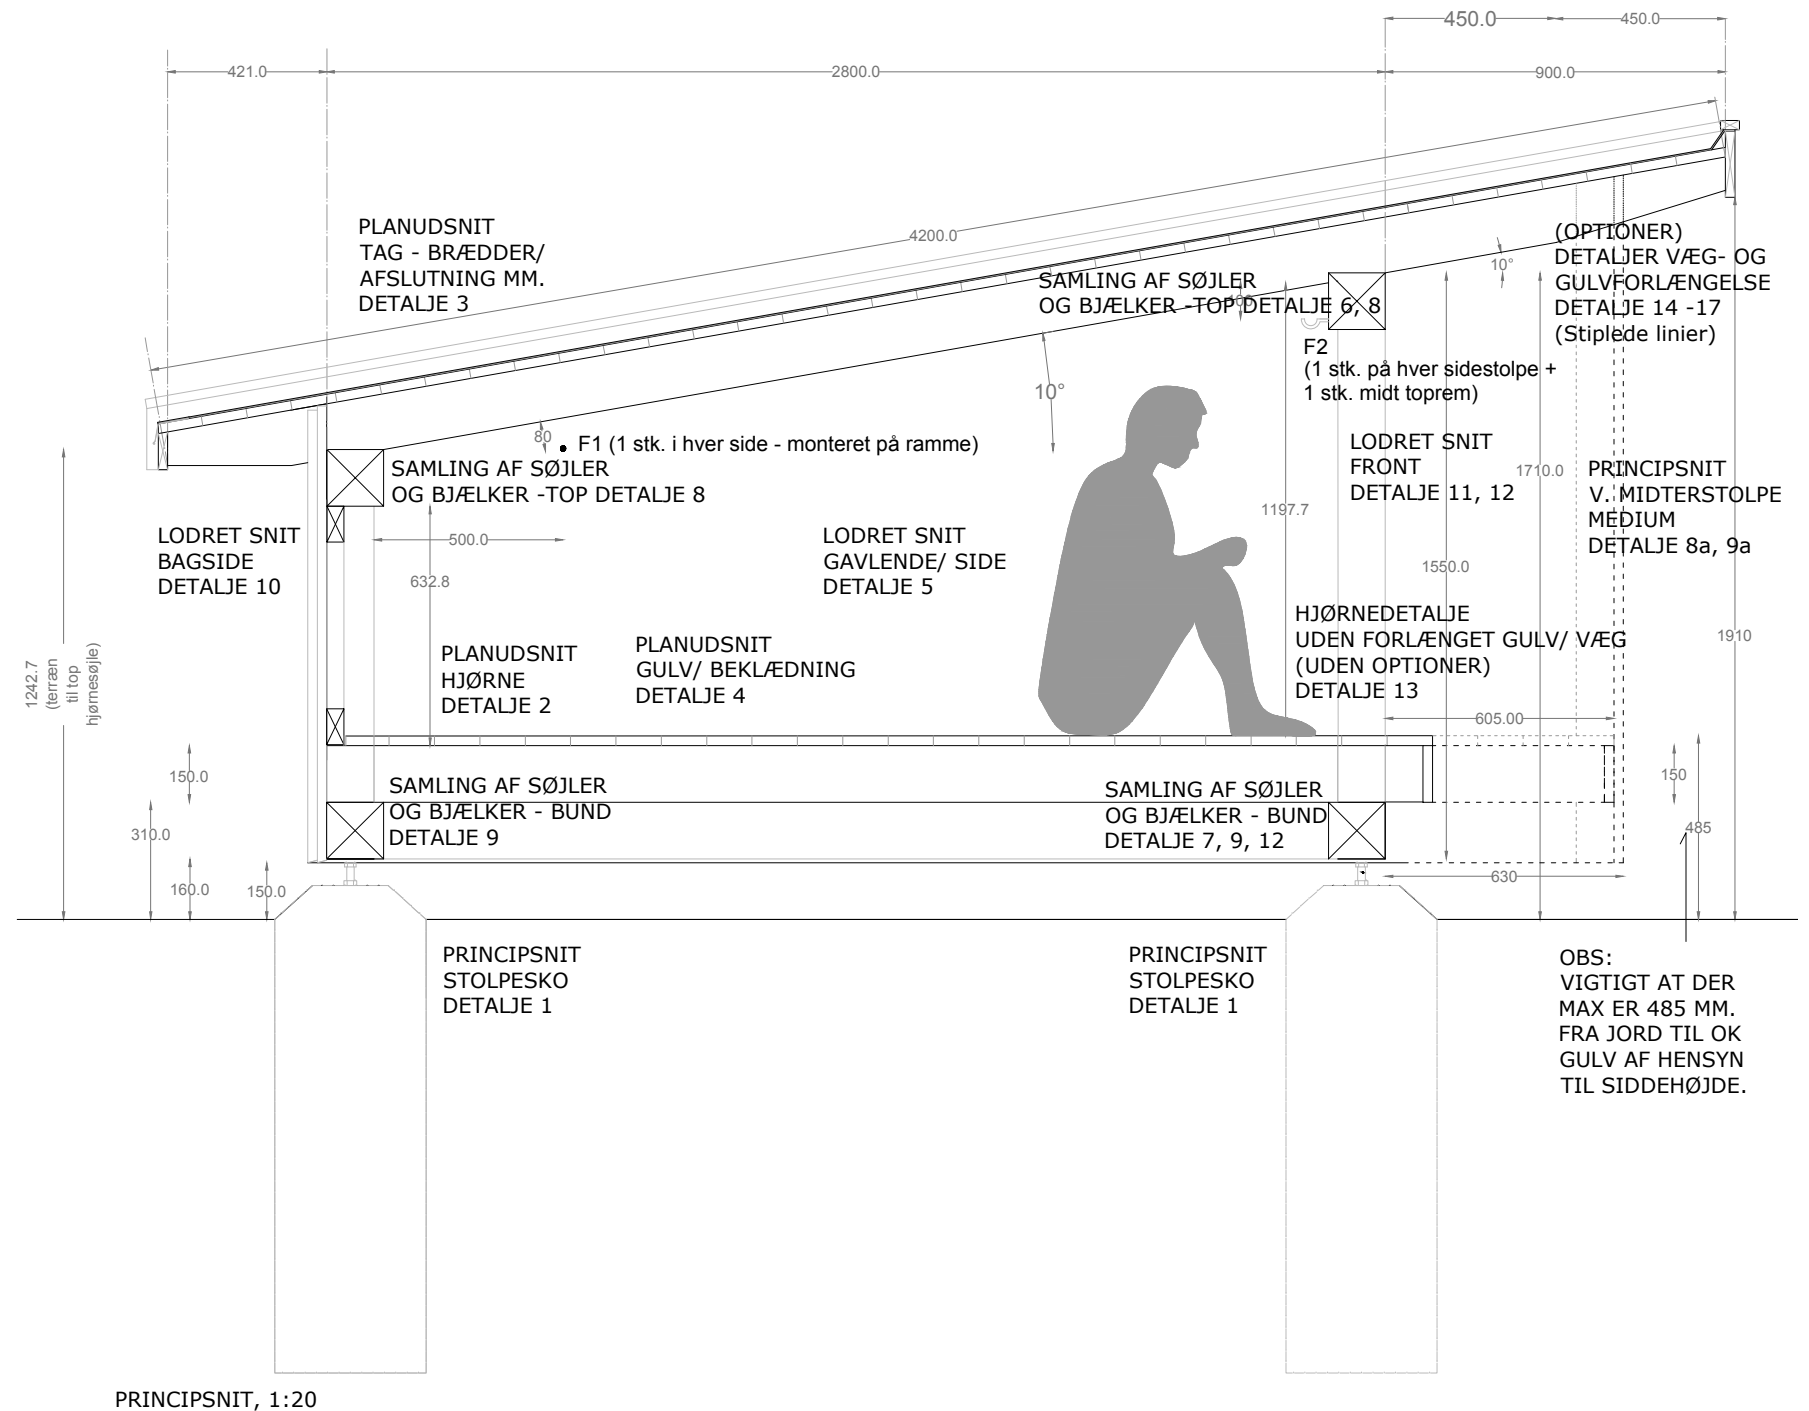 450.0
450.0
421.0
2800.0
900.0
PLANUDSNIT
TAG - BRÆDDER/
AFSLUTNING MM.
DETALJE 3
4200.0
SAMLING AF SØJLER
OG BJÆLKER -TOP DETALJE 6, 8
100
10°
(OPTIONER)
DETALJER VÆG- OG
GULVFORLÆNGELSE
DETALJE 14 -17
(Stiplede linier)
F2
(1 stk. på hver sidestolpe +
1 stk. midt toprem)
10°
80
F1 (1 stk. i hver side - monteret på ramme)
SAMLING AF SØJLER
OG BJÆLKER -TOP DETALJE 8
LODRET SNIT
FRONT
DETALJE 11, 12
1710.0
PRINCIPSNIT
V. MIDTERSTOLPE
MEDIUM
DETALJE 8a, 9a
1197.7
LODRET SNIT
BAGSIDE
DETALJE 10
500.0
632.8
LODRET SNIT
GAVLENDE/ SIDE
DETALJE 5
1550.0
1242.7
(terræn
til top
hjørnesøjle)
PLANUDSNIT
HJØRNE
DETALJE 2
PLANUDSNIT
GULV/ BEKLÆDNING
DETALJE 4
HJØRNEDETALJE
UDEN FORLÆNGET GULV/ VÆG
(UDEN OPTIONER)
DETALJE 13
1910
605.00
150.0
150
310.0
SAMLING AF SØJLER
OG BJÆLKER - BUND
DETALJE 9
SAMLING AF SØJLER
OG BJÆLKER - BUND
DETALJE 7, 9, 12
485
160.0
150.0
630
PRINCIPSNIT
STOLPESKO
DETALJE 1
PRINCIPSNIT
STOLPESKO
DETALJE 1
OBS:
VIGTIGT AT DER
MAX ER 485 MM.
FRA JORD TIL OK
GULV AF HENSYN
TIL SIDDEHØJDE.
PRINCIPSNIT, 1:20